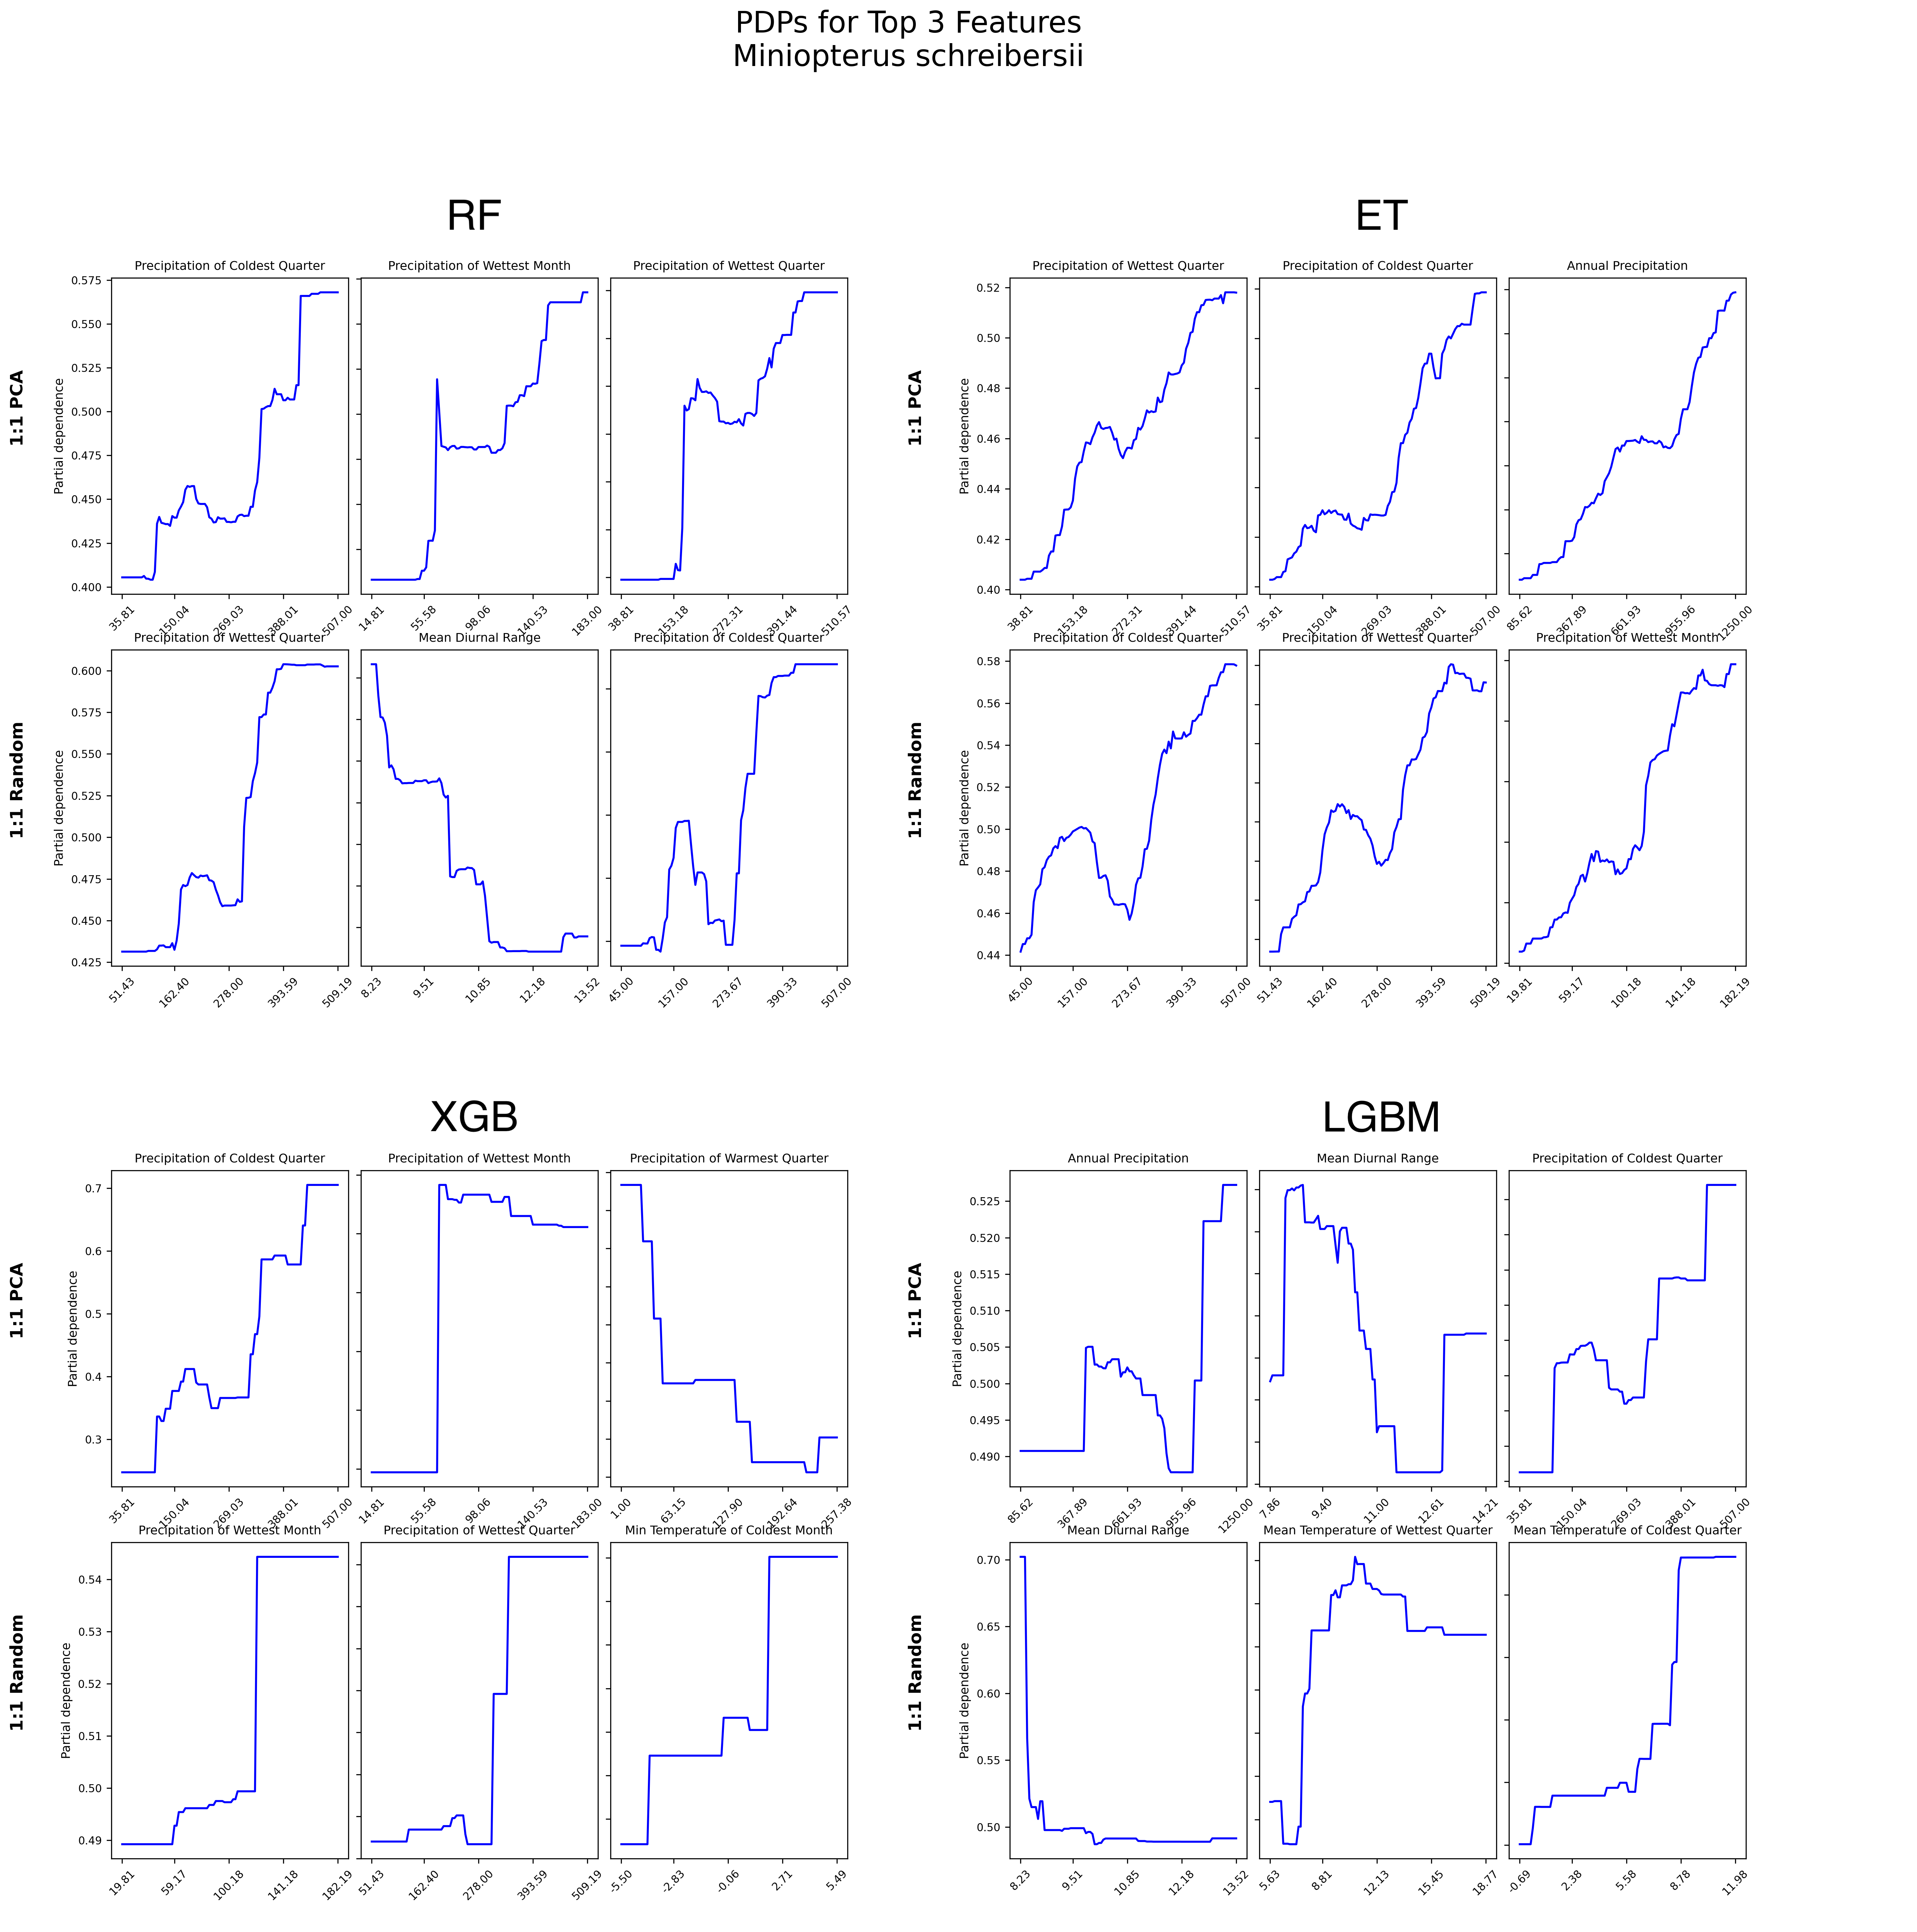 PDPs for Top 3 Features
Miniopterus schreibersii
RF
ET
1:1 PCA
Partial dependence
Precipitation of Coldest Quarter
Precipitation of Wettest Month
Precipitation of Wettest Quarter
0.575
0.550
0.525
0.500
0.475
0.450
0.425
0.400
35.81 150.04 269.03 388.01 507.00
14.81 55.58 98.06 140.53 183.00
38.81 153.18 272.31 391.44 510.57
1:1 PCA
Partial dependence
Precipitation of Wettest Quarter
Precipitation of Coldest Quarter
Annual Precipitation
0.52
0.50
0.48
0.46
0.44
0.42
0.40
38.81 153.18 272.31 391.44 510.57
35.81 150.04 269.03 388.01 507.00
85.62 367.89 661.93 955.96 1250.00
1:1 Random
Partial dependence
Precipitation of Wettest Quarter
Mean Diurnal Range
Precipitation of Coldest Quarter
0.600
0.575
0.550
0.525
0.500
0.475
0.450
0.425
51.43 162.40 278.00 393.59 509.19
8.23 9.51 10.85 12.18 13.52
45.00 157.00 273.67 390.33 507.00
1:1 Random
Partial dependence
Precipitation of Coldest Quarter
Precipitation of Wettest Quarter
Precipitation of Wettest Month
0.58
0.56
0.54
0.52
0.50
0.48
0.46
0.44
45.00 157.00 273.67 390.33 507.00
51.43 162.40 278.00 393.59 509.19
19.81 59.17 100.18 141.18 182.19
XGB
LGBM
1:1 PCA
Partial dependence
Precipitation of Coldest Quarter
Precipitation of Wettest Month
Precipitation of Warmest Quarter
0.7
0.6
0.5
0.4
0.3
35.81 150.04 269.03 388.01 507.00
14.81 55.58 98.06 140.53 183.00
1.00 63.15 127.90 192.64 257.38
1:1 PCA
Partial dependence
Annual Precipitation
Mean Diurnal Range
Precipitation of Coldest Quarter
0.525
0.520
0.515
0.510
0.505
0.500
0.495
0.490
85.62 367.89 661.93 955.96 1250.00
7.86 9.40 11.00 12.61 14.21
35.81 150.04 269.03 388.01 507.00
1:1 Random
Partial dependence
Precipitation of Wettest Month
Precipitation of Wettest Quarter
Min Temperature of Coldest Month
0.54
0.53
0.52
0.51
0.50
0.49
19.81 59.17 100.18 141.18 182.19
51.43 162.40 278.00 393.59 509.19
-5.50 -2.83 -0.06 2.71 5.49
1:1 Random
Partial dependence
Mean Diurnal Range
Mean Temperature of Wettest Quarter
Mean Temperature of Coldest Quarter
0.70
0.65
0.60
0.55
0.50
8.23 9.51 10.85 12.18 13.52
5.63 8.81 12.13 15.45 18.77
-0.69 2.38 5.58 8.78 11.98